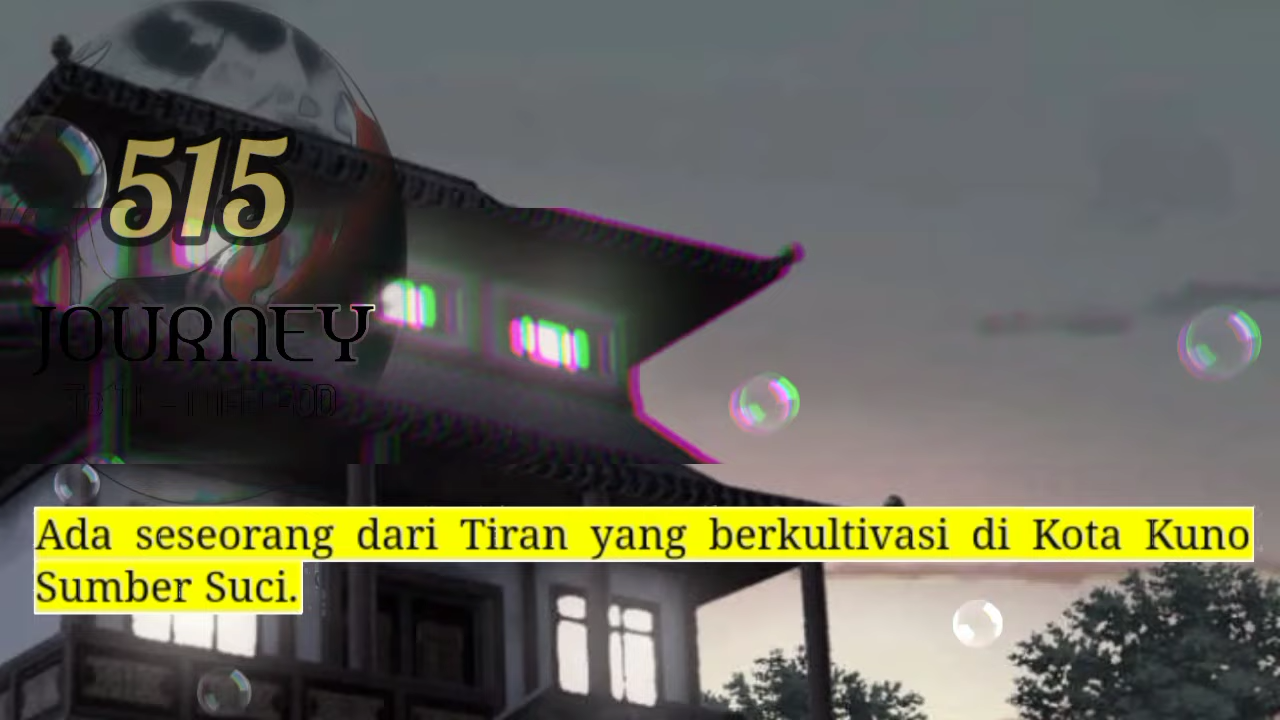 515
JOURNEY
Ada seseorang dari Tiran yang berkultivasi di Kota Kuno
Sumber Suci.